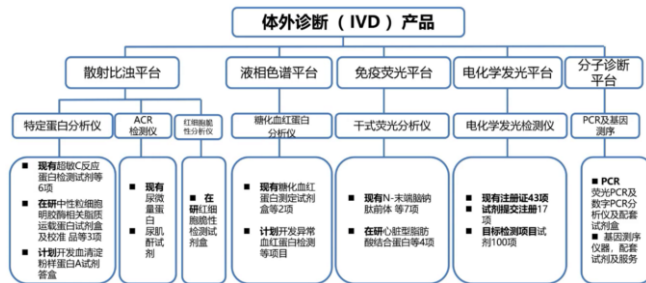 体外诊断（IVD）产品
散射比浊平台
液相色谱平台
免疫荧光平台
电化学发光平台
分子诊断
平台
特定蛋白分析仪
ACR
检测仪
红细胞脆
性分析仪
糖化血红蛋白
分析仪
干式荧光分析仪
电化学发光检测仪
PCR及基因
测序
■ 现有超敏C反应
蛋白检测试剂等
6项
■ 在研中性粒细胞
明胶酶相关脂质
运载蛋白试剂盒
及校准 品等3项
■ 计划开发血清淀
粉样蛋白A试剂
答盒
▪ 现有
尿微
量蛋
白
▪ 尿肌
酐试
剂
▪ 在
研红细
胞脆性
检测试
剂盒
▪ 现有糖化血红
蛋白测定试剂
盒等2项
▪ 计划开发异常
血红蛋白检测
等项目
▪ 现有N-末端脑钠
肽前体 等7项
▪ 在研心脏型脂肪
酸结合蛋白等4项
▪ 现有注册证43项
▪ 试剂提交注册17
项
▪ 目标检测项目试
剂100项
■ PCR
荧光PCR及
数字PCR分
析仪及配套
试剂盒
▪ 基因测序
仪器，配套
试剂及服务